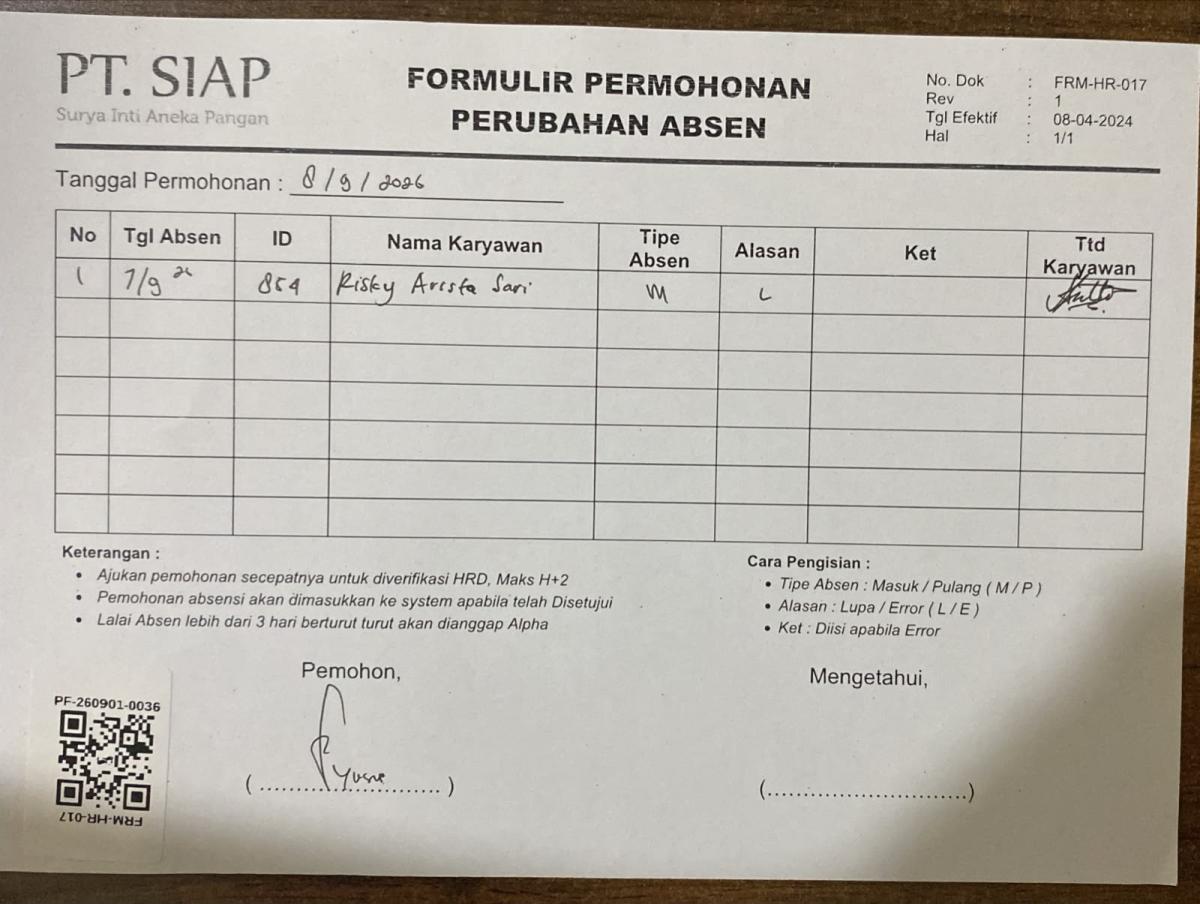 PT. SIAP
Surya Inti Aneka Pangan
FORMULIR PERMOHONAN
PERUBAHAN ABSEN
No. Dok : FRM-HR-017
Rev : 1
Tgl Efektif : 08-04-2024
Hal : 1/1
Tanggal Permohonan : 8/9/2026
No Tgl Absen ID Nama Karyawan Tipe Absen Alasan Ket Ttd Karyawan
1 7/9 26 854 Risky Arista Sari M L
Keterangan :
• Ajukan pemohonan secepatnya untuk diverifikasi HRD, Maks H+2
• Pemohonan absensi akan dimasukkan ke system apabila telah Disetujui
• Lalai Absen lebih dari 3 hari berturut turut akan dianggap Alpha
Cara Pengisian :
• Tipe Absen : Masuk / Pulang ( M / P )
• Alasan : Lupa / Error ( L / E )
• Ket : Diisi apabila Error
Pemohon,
Mengetahui,
(..............................)
(..............................)
PF-260901-0036
FRM-HR-017